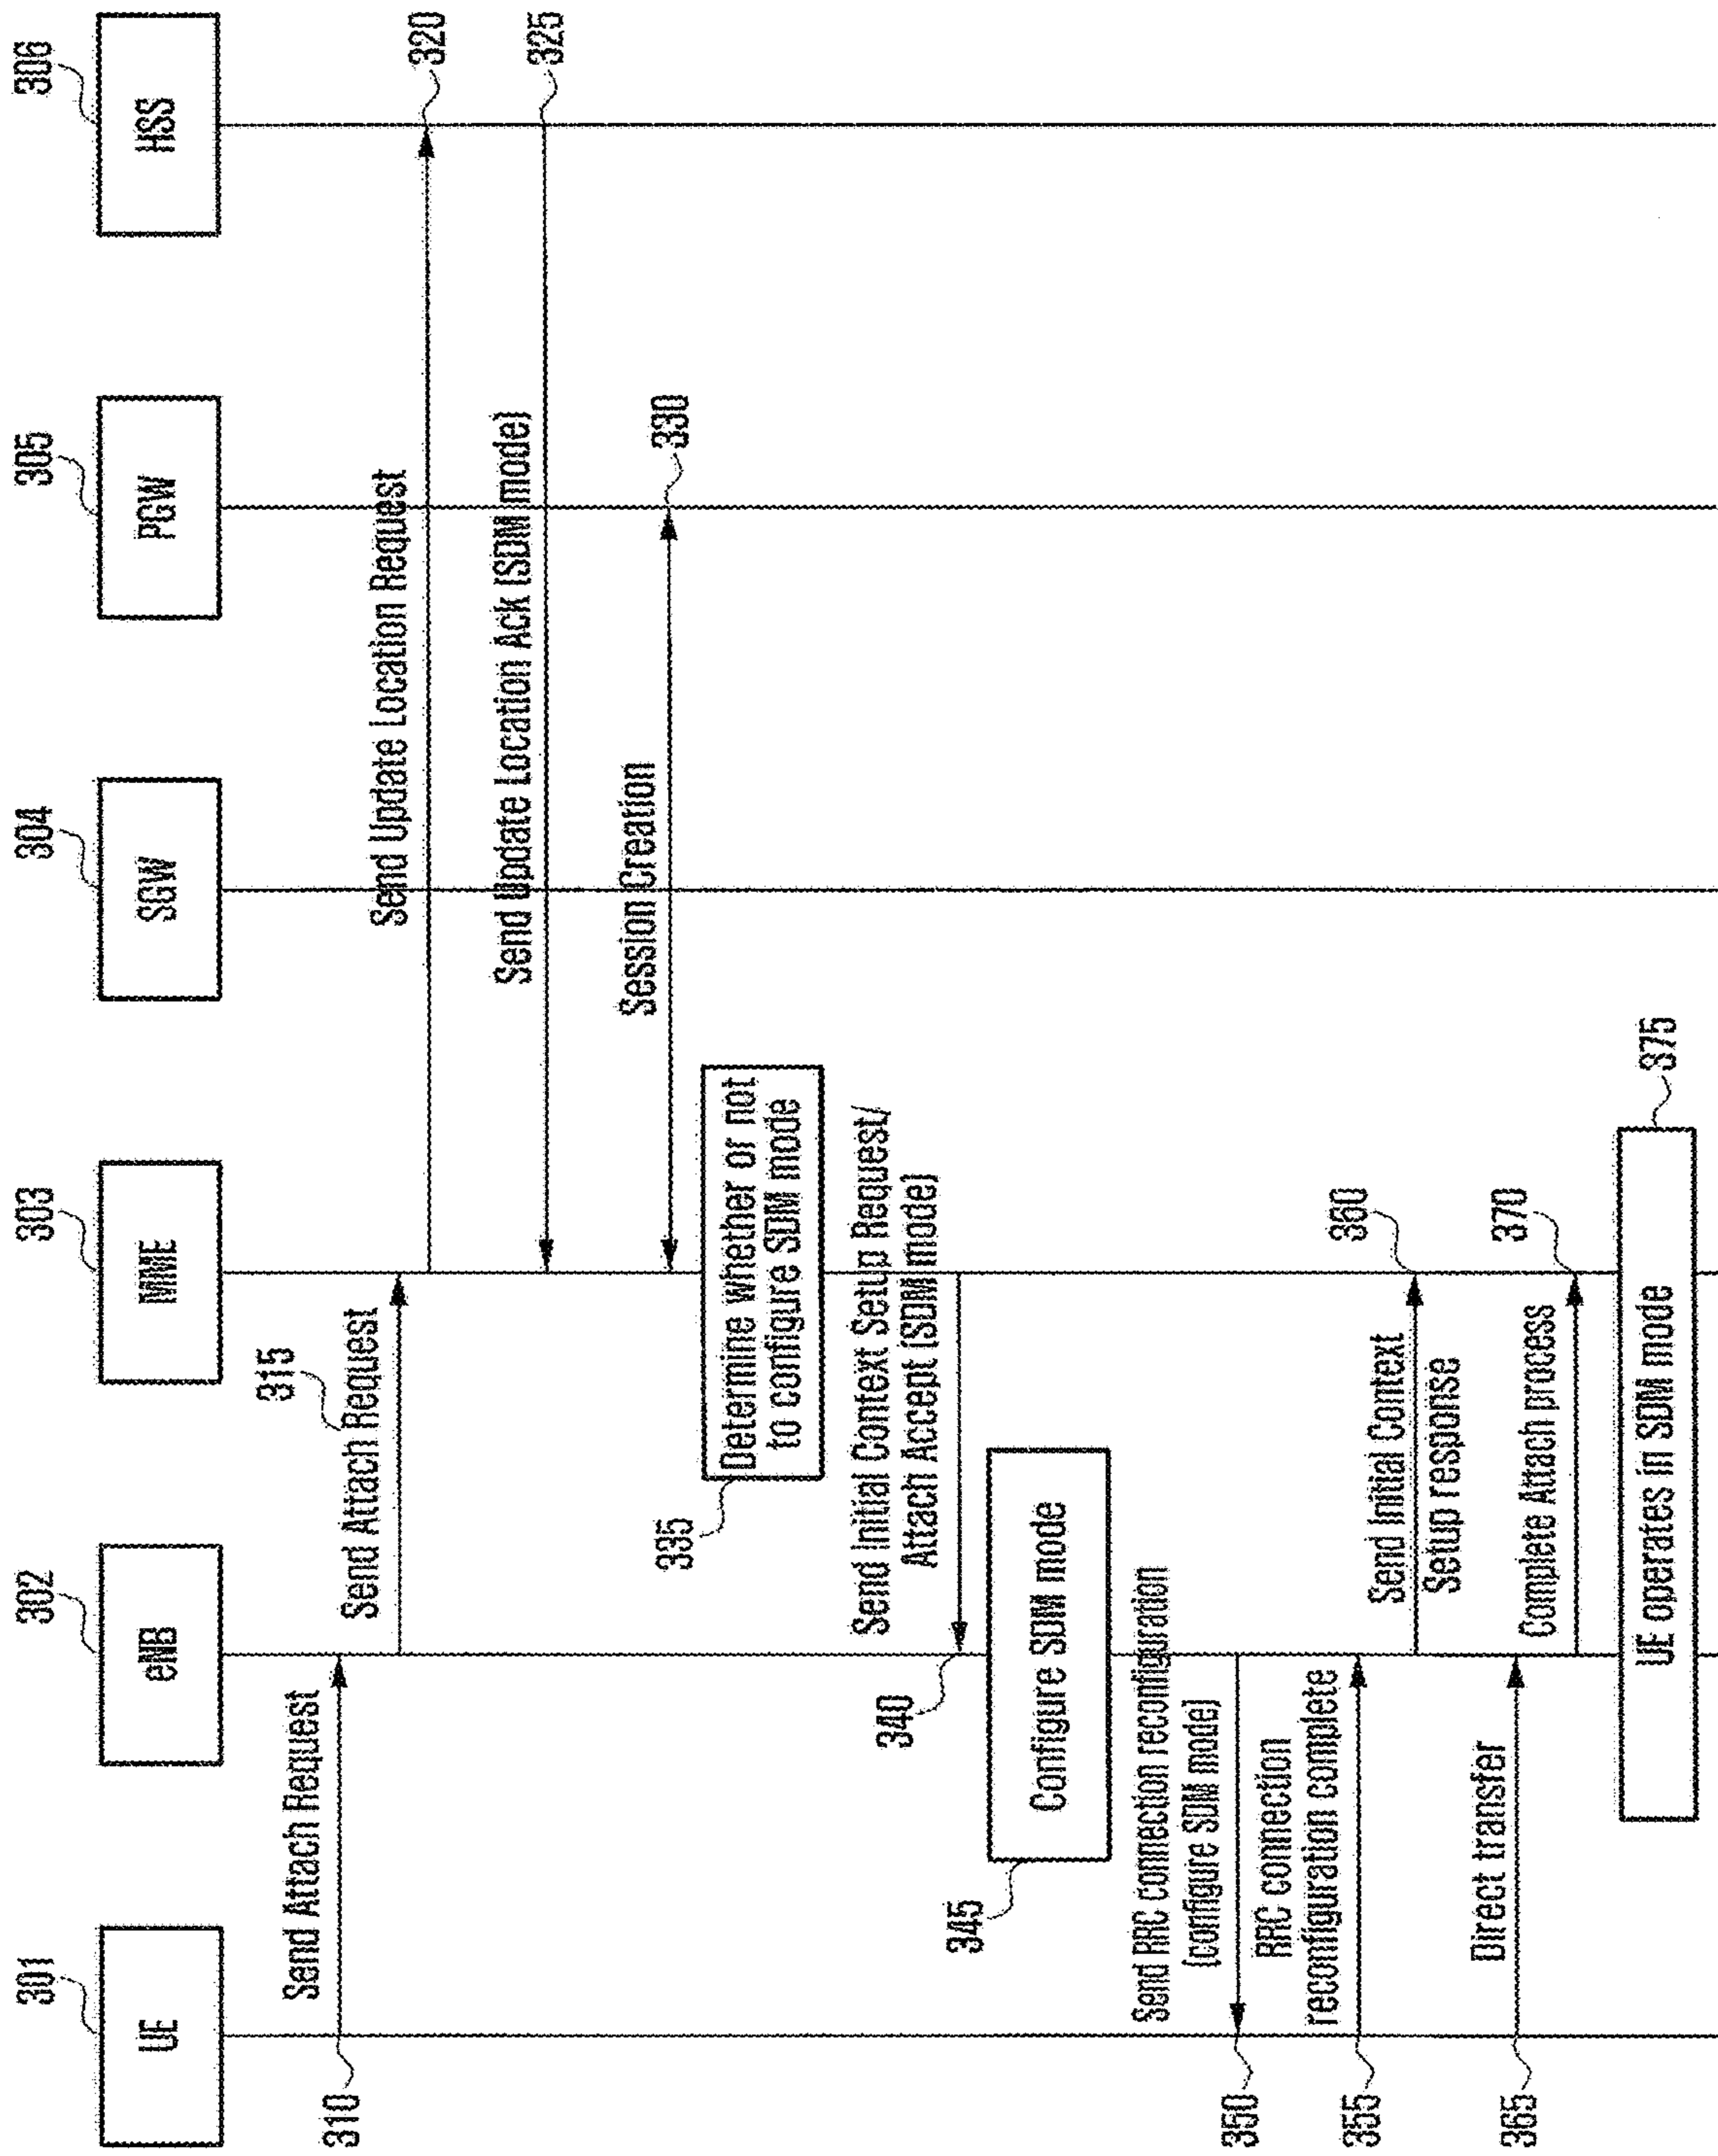 301
302
303
304
305
306
UE
eNB
MME
SGW
PGW
HSS
310
Send Attach Request
315
Send Attach Request
Send Update Location Request
320
Send Update Location Ack (SDM mode)
325
Session Creation
330
335
Determine whether or not
to configure SDM mode
Send Initial Context Setup Request/
Attach Accept (SDM mode)
340
345
Configure SDM mode
Send RRC connection reconfiguration
(configure SDM mode)
350
RRC connection
reconfiguration complete
355
Send Initial Context
Setup response
360
Direct transfer
365
Complete Attach process
370
UE operates in SDM mode
375